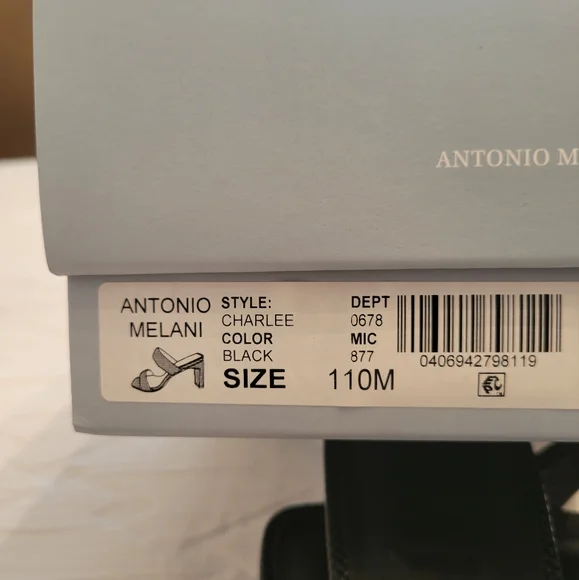 ANTONIO M
ANTONIO
MELANI
STYLE:
CHARLEE
COLOR
BLACK
SIZE 110M
DEPT
0678
MIC
877
0406942798119